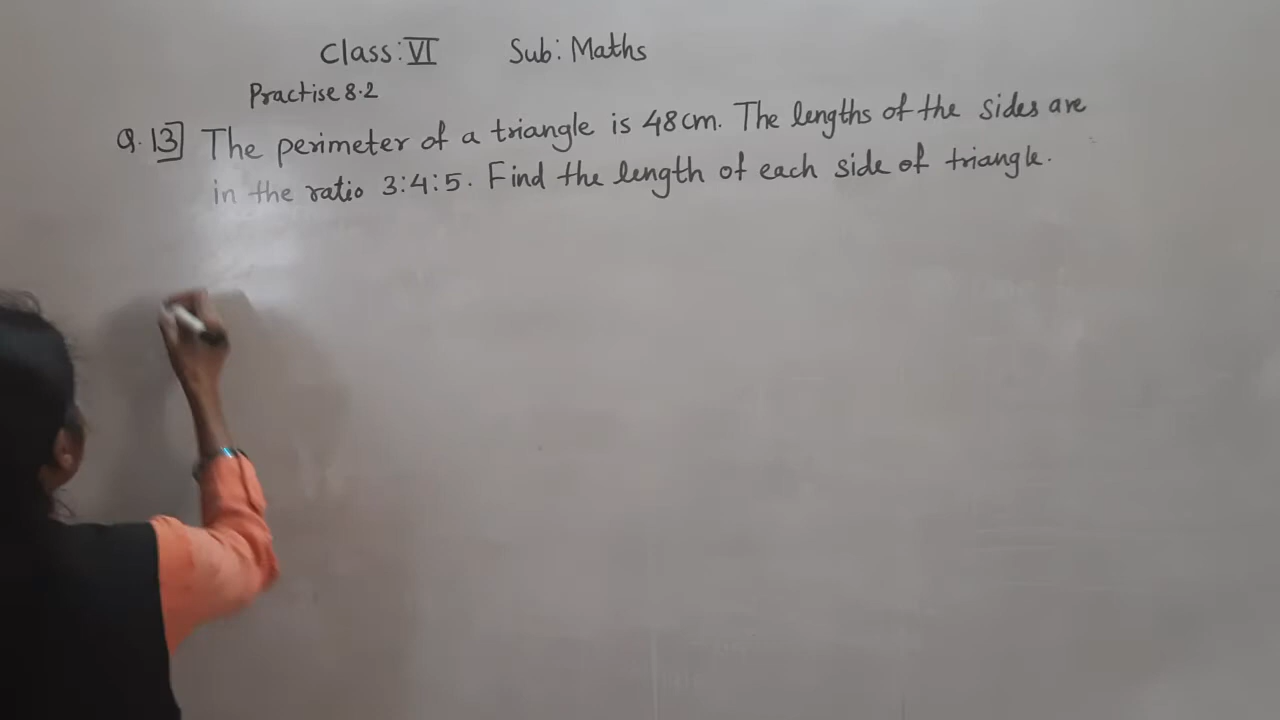 Class: VI Sub: Maths
Practise 8.2
Q.13] The perimeter of a triangle is 48cm. The lengths of the sides are
in the ratio 3:4:5. Find the length of each side of triangle.